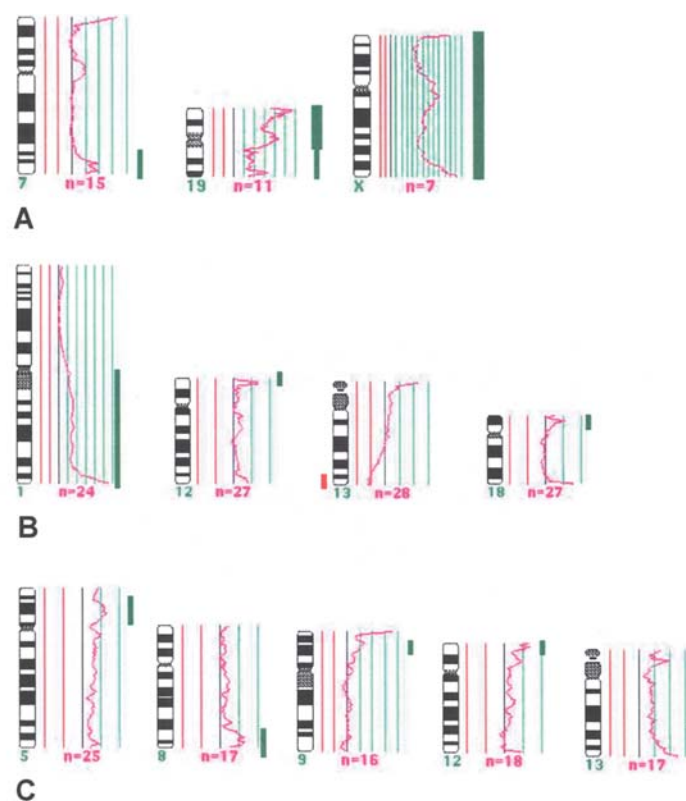 7 n=15
19 n=11
X n=7
A
1 n=24
12 n=27
13 n=28
18 n=27
B
5 n=25
8 n=17
9 n=16
12 n=18
13 n=17
C